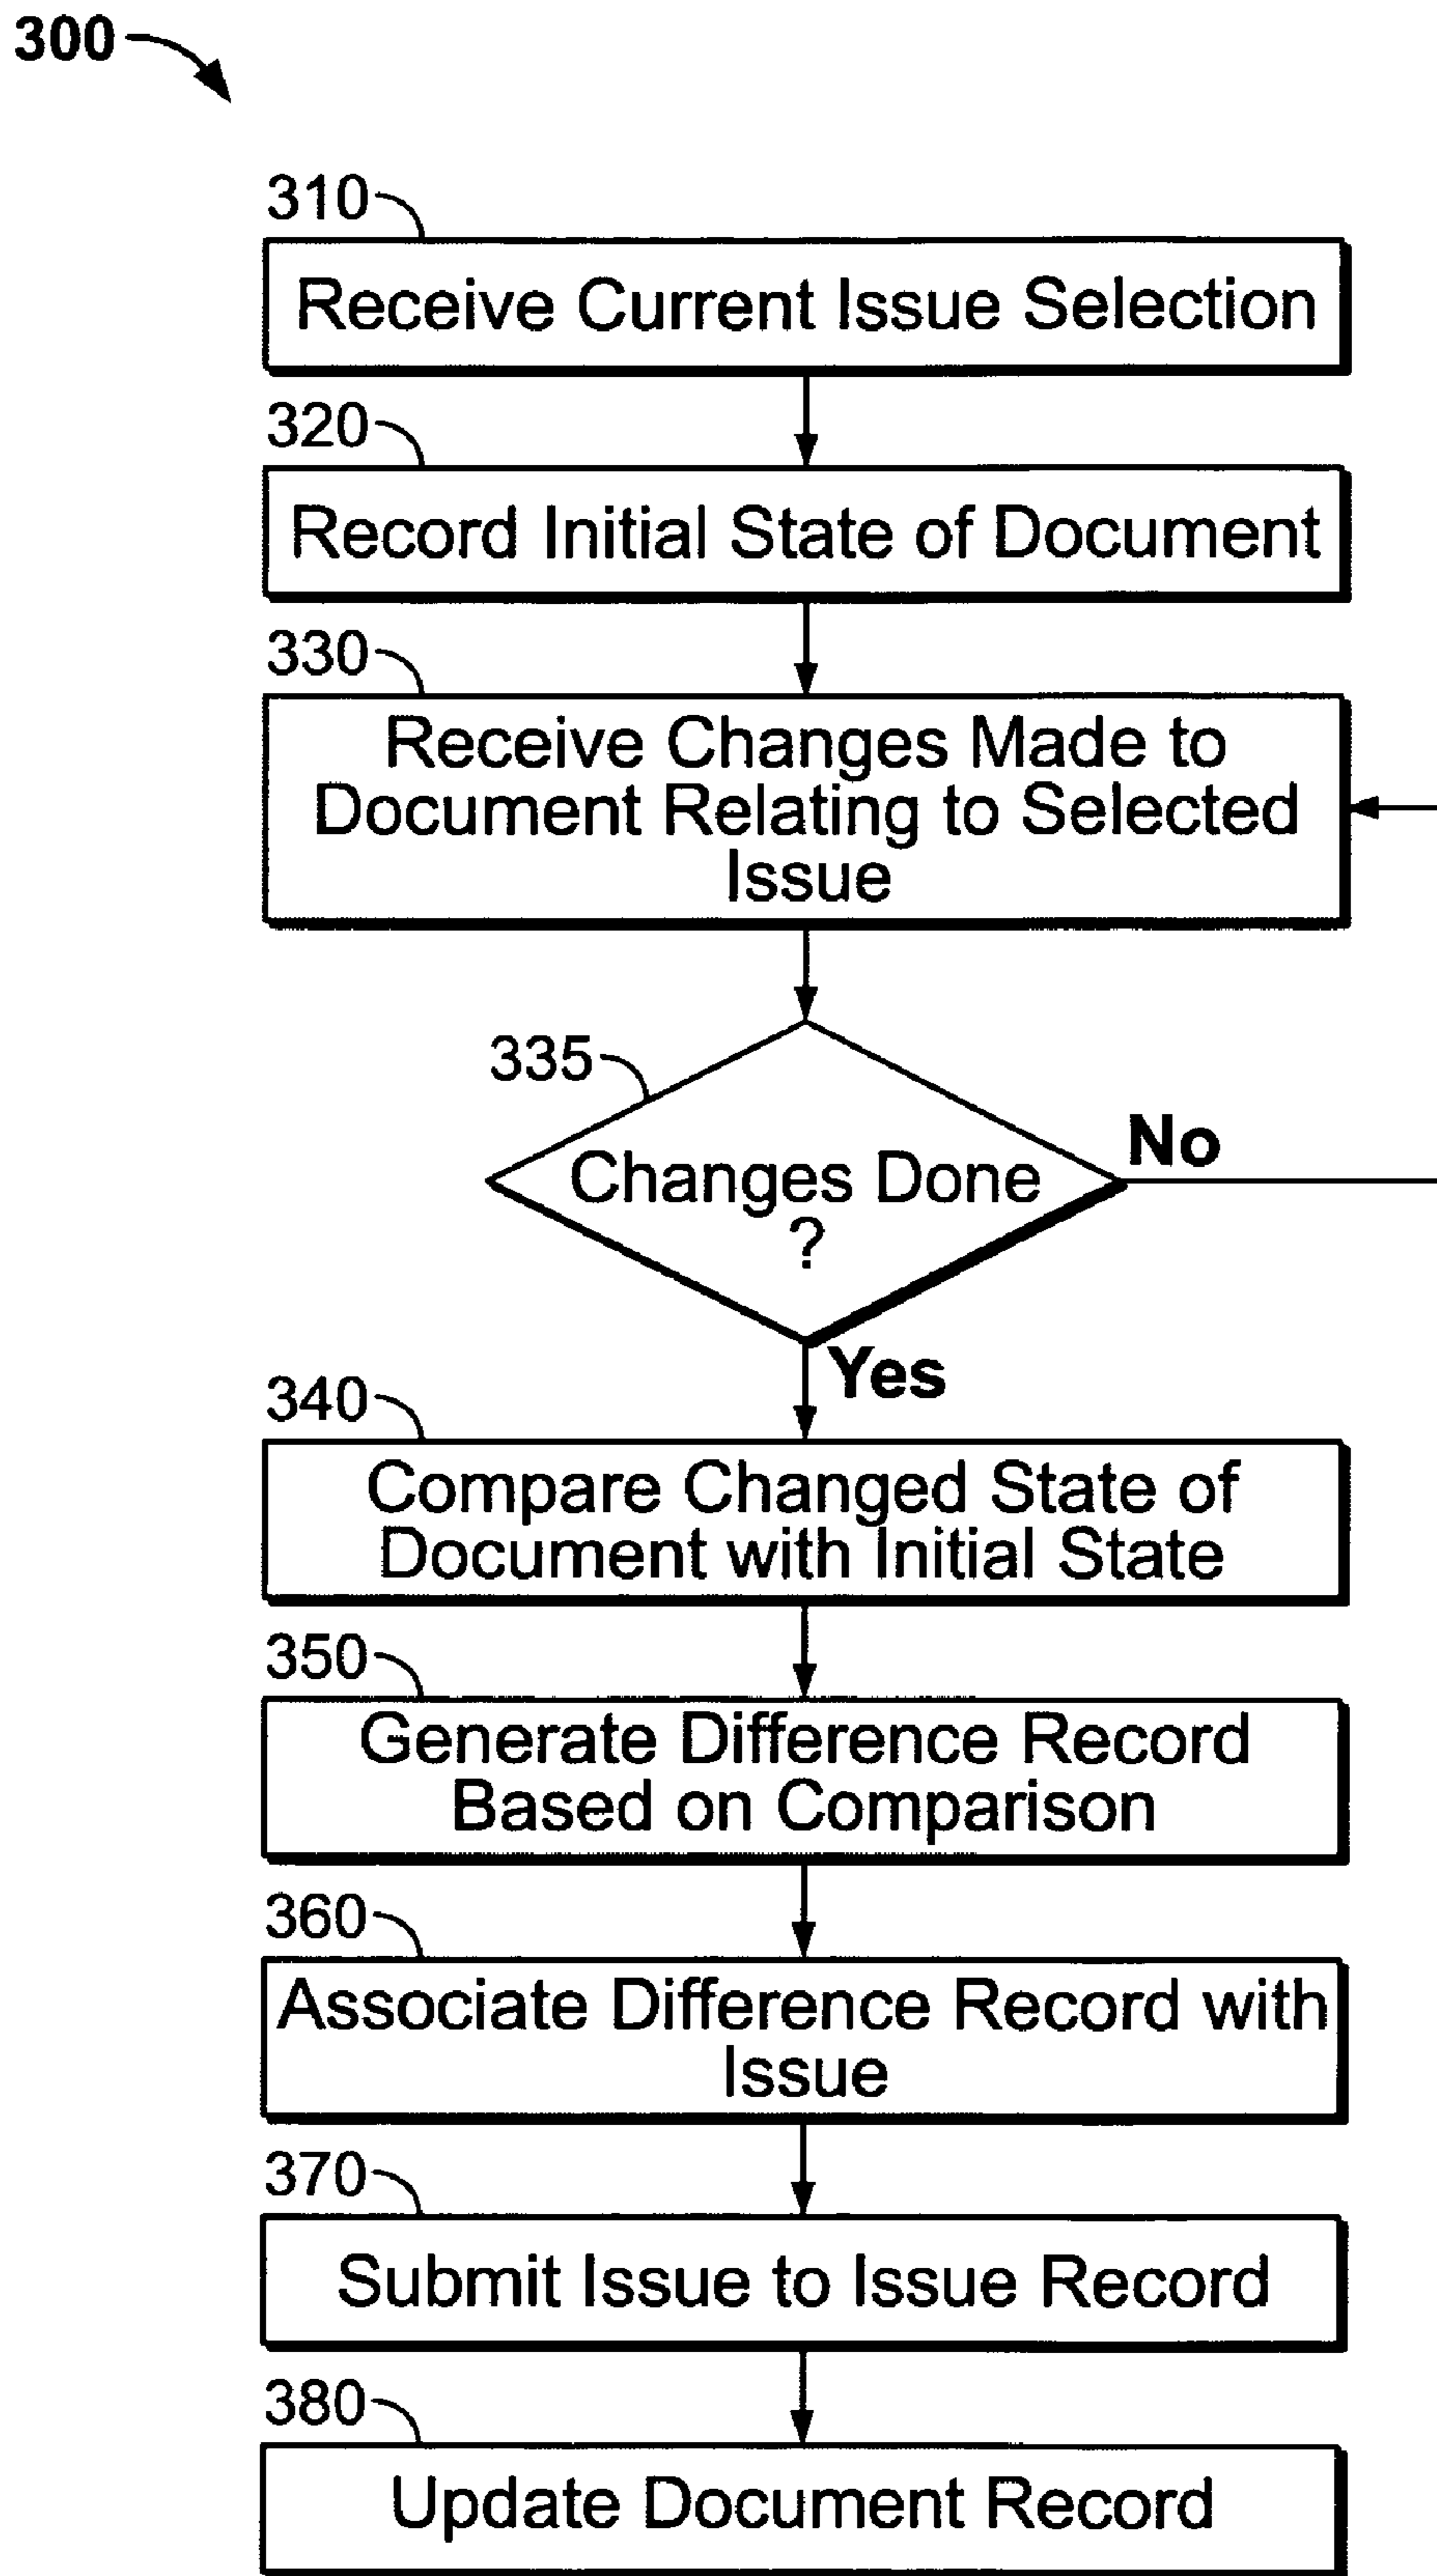 300
310
Receive Current Issue Selection
320
Record Initial State of Document
330
Receive Changes Made to
Document Relating to Selected
Issue
335
Changes Done
?
No
Yes
340
Compare Changed State of
Document with Initial State
350
Generate Difference Record
Based on Comparison
360
Associate Difference Record with
Issue
370
Submit Issue to Issue Record
380
Update Document Record